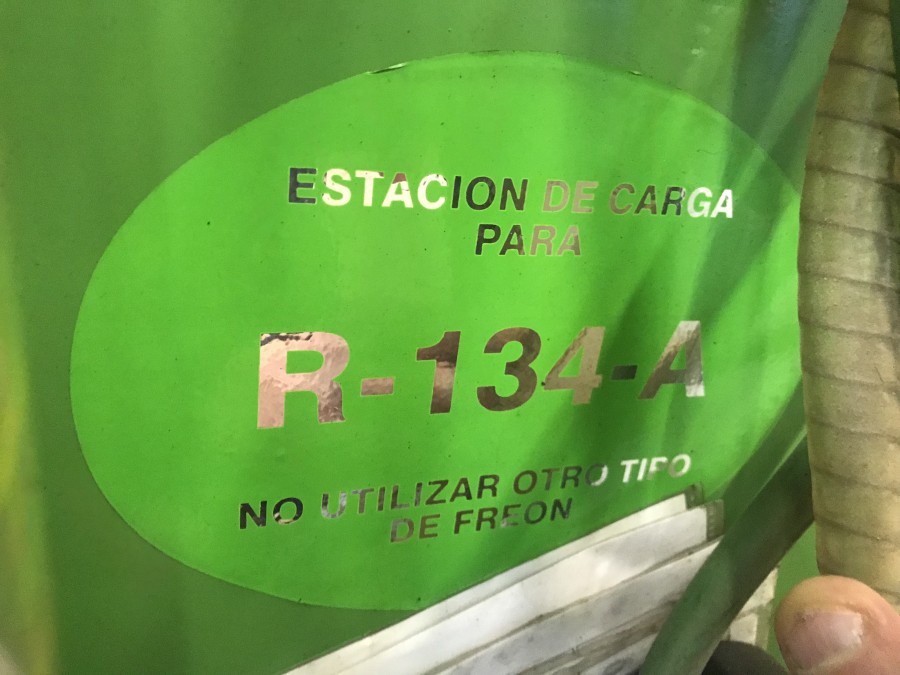 ESTACION DE CARGA
PARA
R-134-A
NO UTILIZAR OTRO TIPO
DE FREON